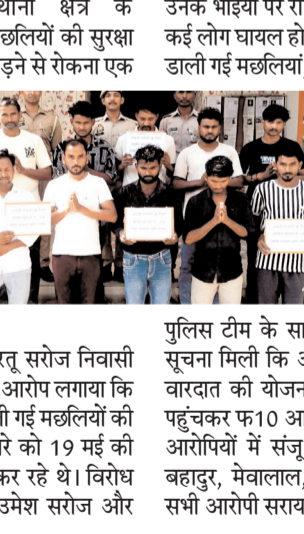 थाना क्षेत्र के
छलियों की सुरक्षा
ड़ने से रोकना एक
उनके भाइयों पर
कई लोग घायल हो
डाली गई मछलियां
रतू सरोज निवासी
आरोप लगाया कि
ली गई मछलियों की
रे को 19 मई की
कर रहे थे। विरोध
उमेश सरोज और
पुलिस टीम के सा
सूचना मिली कि
वारदात की योजन
पहुंचकर फ10 आ
आरोपियों में संजू
बहादुर, मेवालाल,
सभी आरोपी सराय